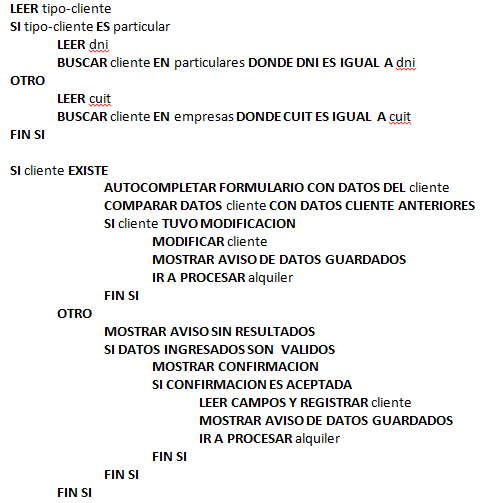 LEER tipo-cliente
SI tipo-cliente ES particular
LEER dni
BUSCAR cliente EN particulares DONDE DNI ES IGUAL A dni
OTRO
LEER cuit
BUSCAR cliente EN empresas DONDE CUIT ES IGUAL A cuit
FIN SI
SI cliente EXISTE
AUTOCOMPLETAR FORMULARIO CON DATOS DEL cliente
COMPARAR DATOS cliente CON DATOS CLIENTE ANTERIORES
SI cliente TUVO MODIFICACION
MODIFICAR cliente
MOSTRAR AVISO DE DATOS GUARDADOS
IR A PROCESAR alquiler
FIN SI
OTRO
MOSTRAR AVISO SIN RESULTADOS
SI DATOS INGRESADOS SON VALIDOS
MOSTRAR CONFIRMACION
SI CONFIRMACION ES ACEPTADA
LEER CAMPOS Y REGISTRAR cliente
MOSTRAR AVISO DE DATOS GUARDADOS
IR A PROCESAR alquiler
FIN SI
FIN SI
FIN SI